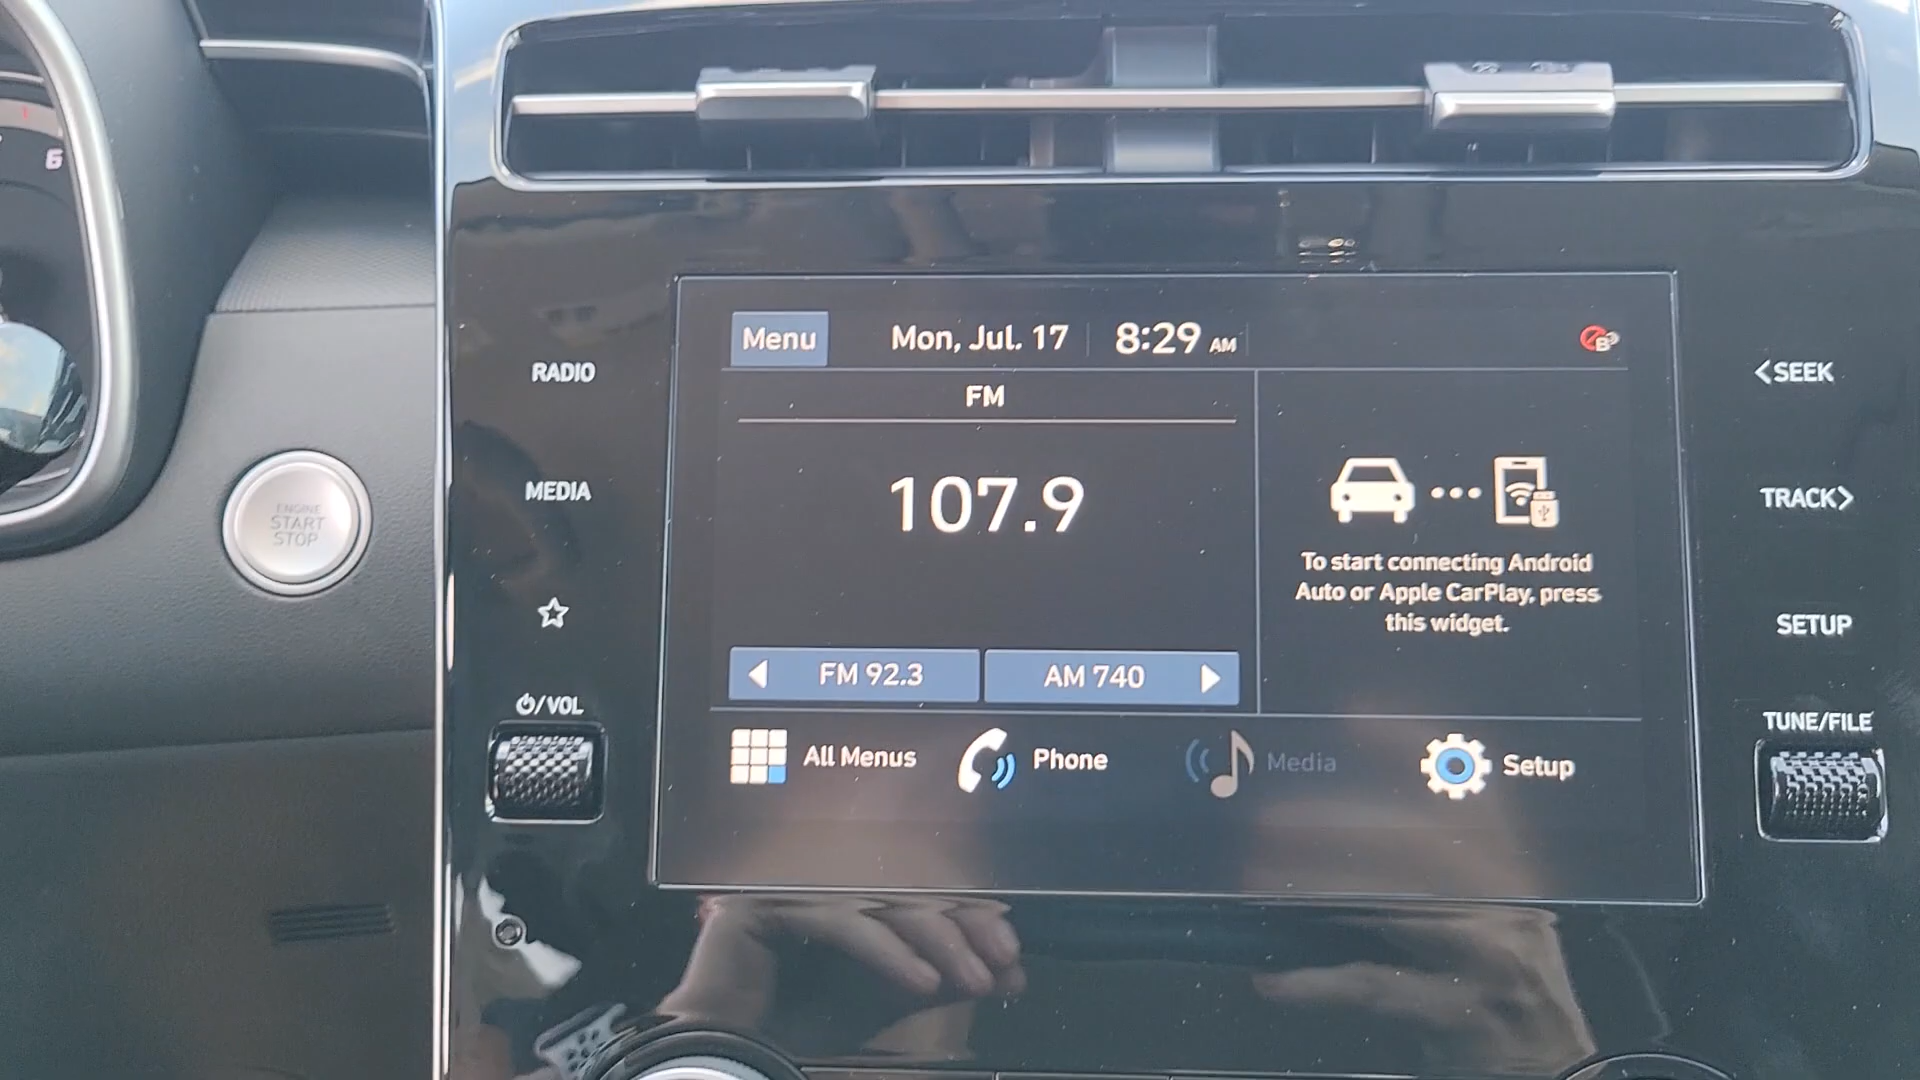 6
ENGINE
START
STOP
RADIO
MEDIA
/VOL
Menu
Mon, Jul. 17
8:29 AM
B
FM
107.9
FM 92.3
AM 740
To start connecting Android
Auto or Apple CarPlay, press
this widget.
All Menus
Phone
Media
Setup
<SEEK
TRACK>
SETUP
TUNE/FILE